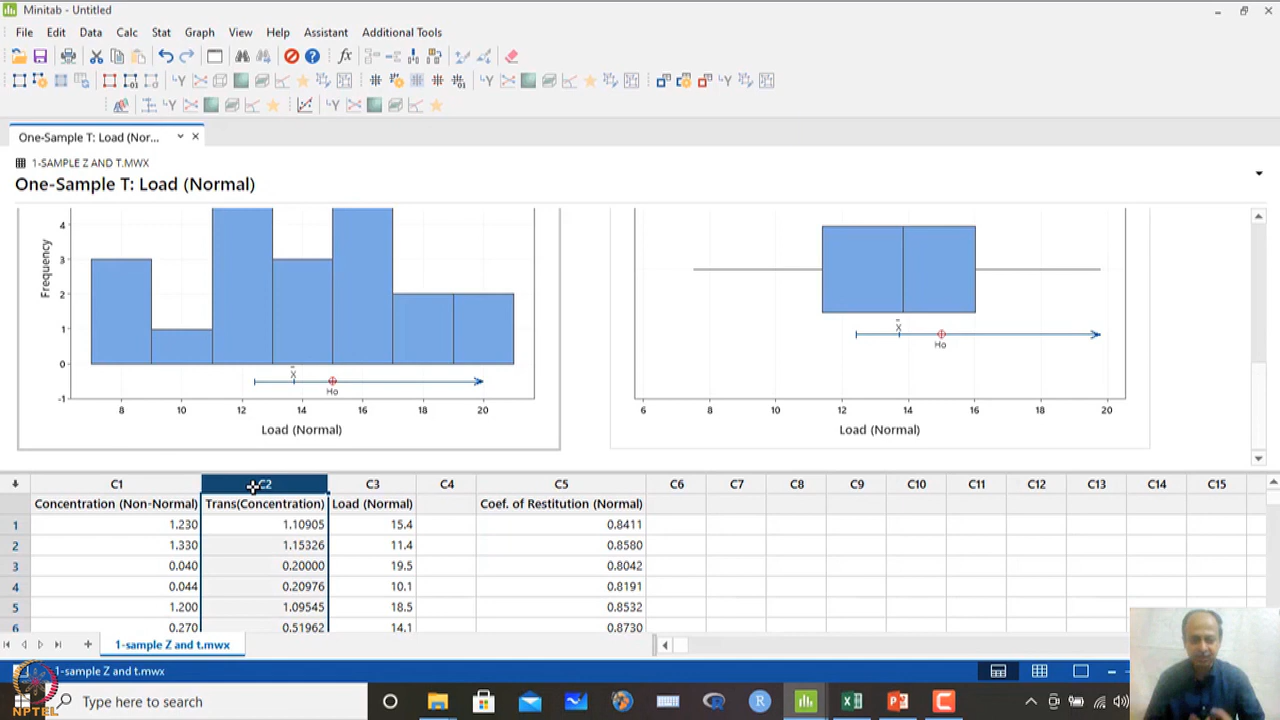 Minitab - Untitled
File Edit Data Calc Stat Graph View Help Assistant Additional Tools
One-Sample T: Load (Nor...
1-SAMPLE Z AND T.MWX
One-Sample T: Load (Normal)
Frequency
4
3
2
1
0
-1
X
Ho
8 10 12 14 16 18 20
Load (Normal)
X
Ho
6 8 10 12 14 16 18 20
Load (Normal)
C1 C2 C3 C4 C5 C6 C7 C8 C9 C10 C11 C12 C13 C14 C15
Concentration (Non-Normal) Trans(Concentration) Load (Normal) Coef. of Restitution (Normal)
1 1.230 1.10905 15.4 0.8411
2 1.330 1.15326 11.4 0.8580
3 0.040 0.20000 19.5 0.8042
4 0.044 0.20976 10.1 0.8191
5 1.200 1.09545 18.5 0.8532
6 0.270 0.51962 14.1 0.8730
1-sample Z and t.mwx
1-sample Z and t.mwx
Type here to search
NPTEL